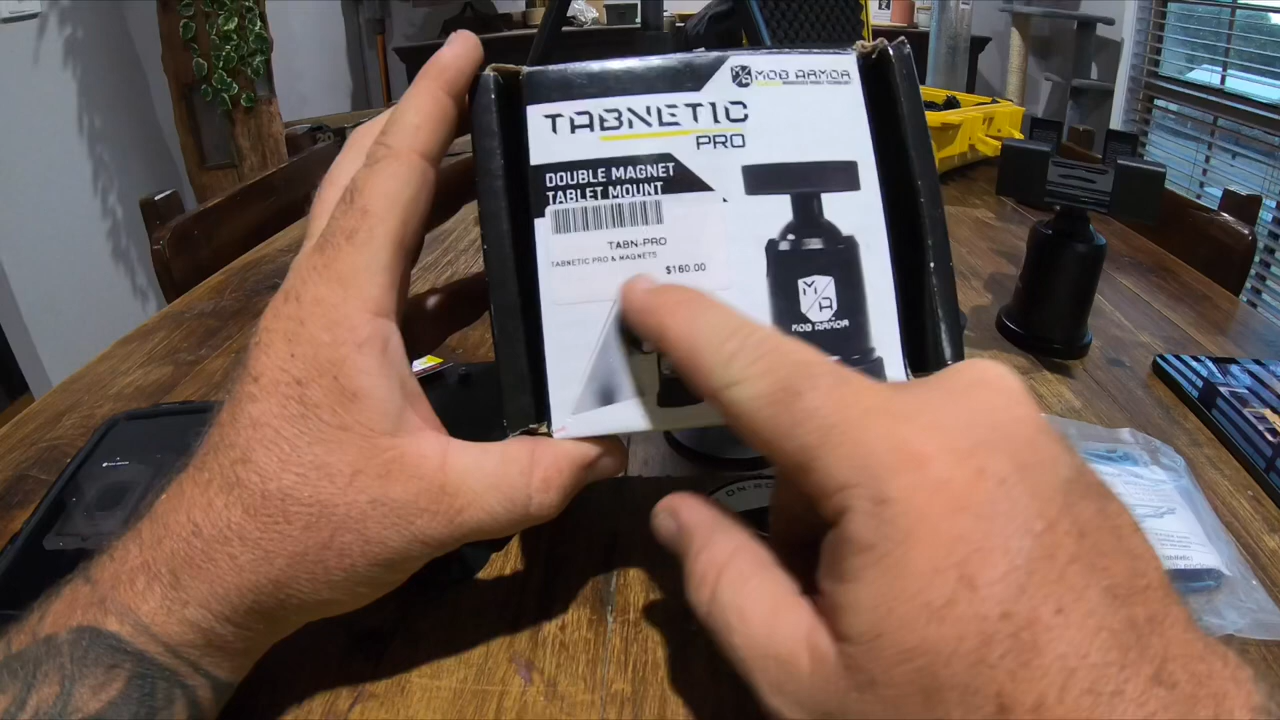 MOB ARMOR
TABNETIC
PRO
DOUBLE MAGNET
TABLET MOUNT
TABN-PRO
TABNETIC PRO & MAGNETS
$160.00
M
A
MOB ARMOR